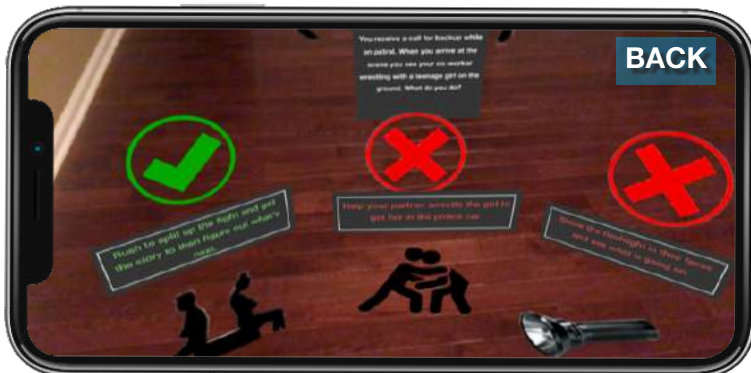 You receive a call for backup while
on patrol. When you arrive at the
scene you see your co-worker
wrestling with a teenage girl on the
ground. What do you do?
BACK
Rush to split up the fight and get
the story to then figure out what's
next.
Help your partner wrestle the girl to
get her in the police car.
Shine the flashlight in their faces
and ask what is going on.